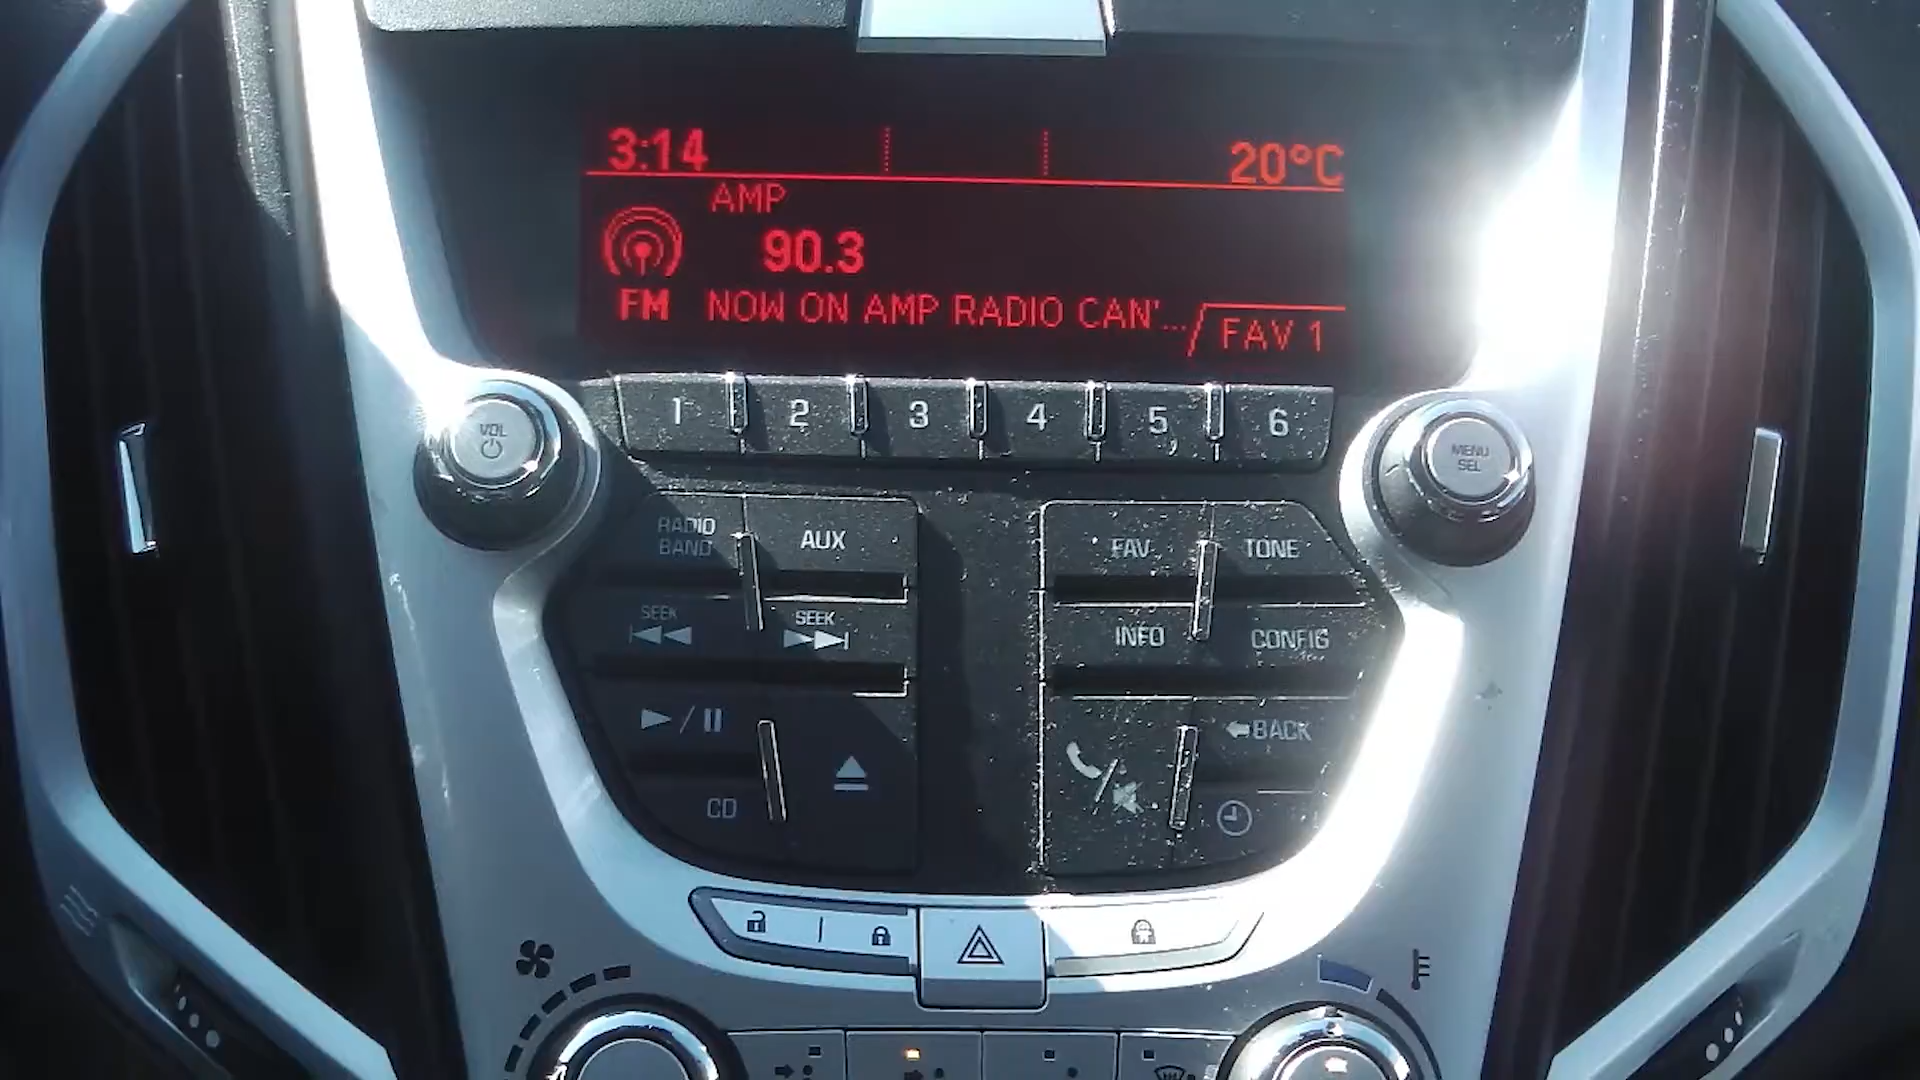 3:14 20°C
AMP
90.3
FM NOW ON AMP RADIO CAN'... FAV 1
1 2 3 4 5 6
VOL
MENU
SEL
RADIO
BAND
AUX
FAV TONE
SEEK
SEEK
INFO CONFIG
BACK
CD